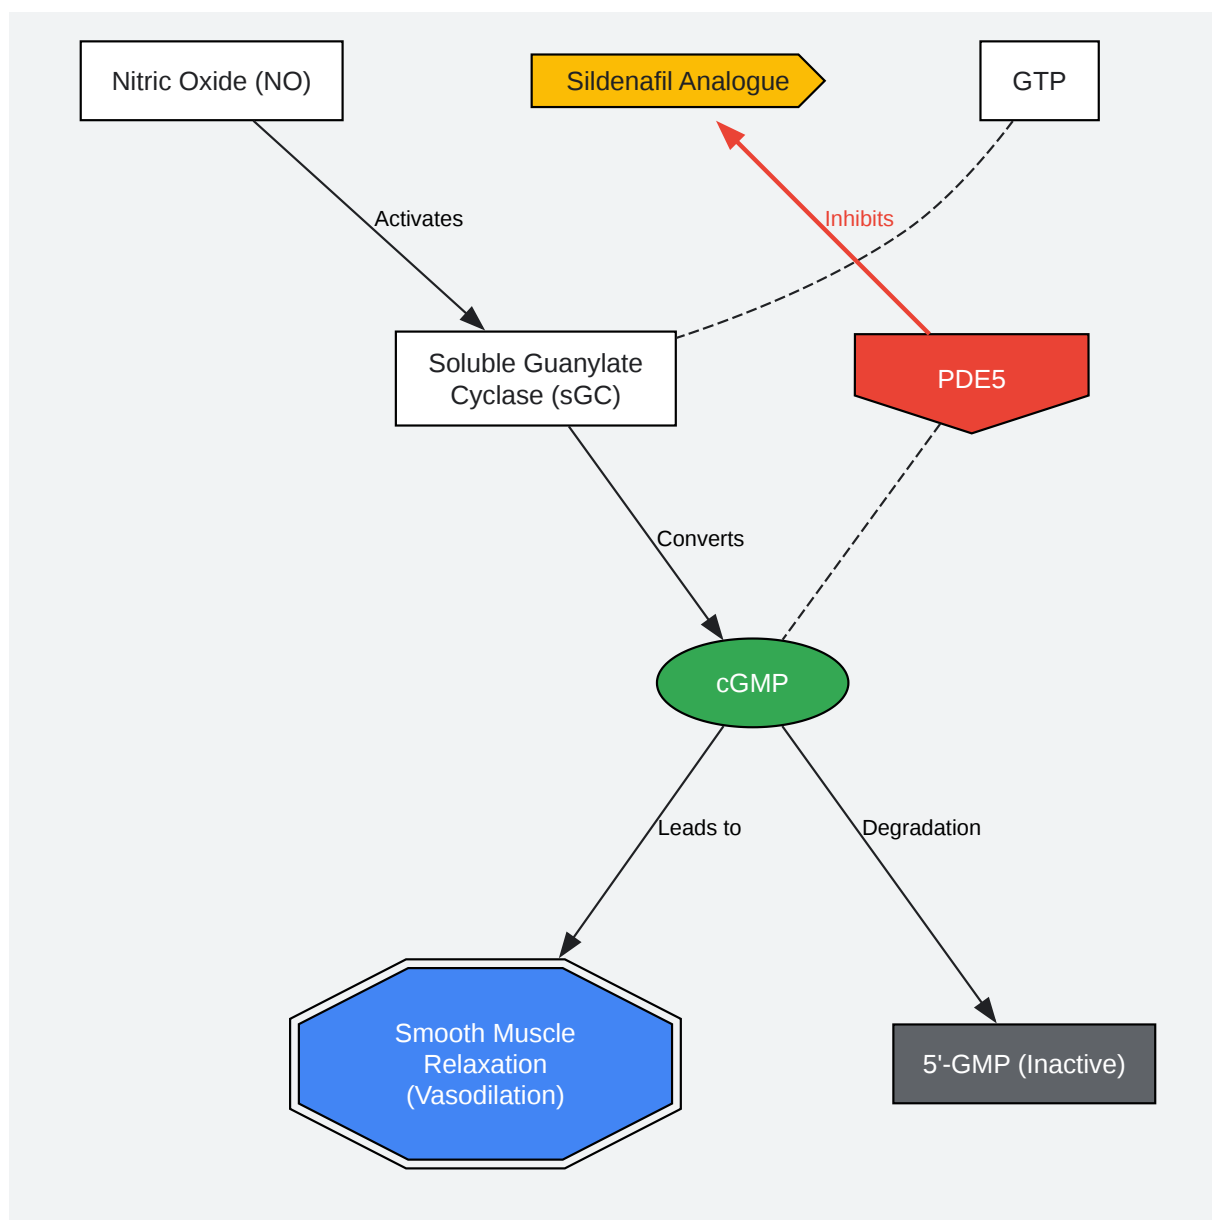 Nitric Oxide (NO)
Sildenafil Analogue
GTP
Activates
Inhibits
Soluble Guanylate
Cyclase (sGC)
PDE5
Converts
cGMP
Leads to
Degradation
Smooth Muscle
Relaxation
(Vasodilation)
5'-GMP (Inactive)